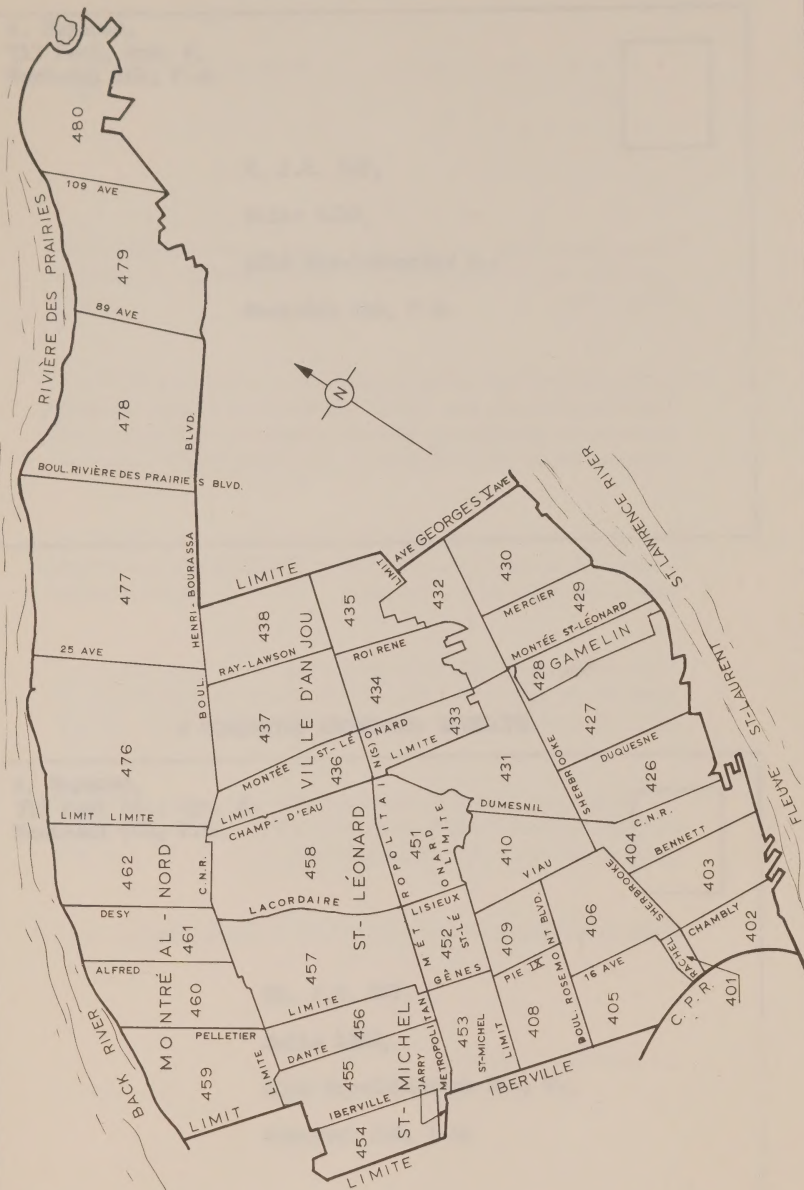 480
109 AVE
RIVIÈRE DES PRAIRIES
479
89 AVE
478
BLVD.
N
BOUL. RIVIÈRE DES PRAIRIES BLVD.
477
HENRI-BOURASSA
25 AVE
BOUL.
476
LIMIT LIMITE
LIMITE
438
435
LIMIT
AVE GEORGES V AVE
432
430
MERCIER
429
ST. LAWRENCE RIVER
MONTÉE ST-LÉONARD
428
GAMELIN
RAY-LAWSON
VILLE D'ANJOU
ROI RENE
434
437
MONTÉE ST-LÉONARD
436
433
LIMITE
427
DUQUESNE
FLEUVE ST-LAURENT
LIMIT
CHAMP-D'EAU
METROPOLITAIN(S)
431
SHERBROOKE
426
DUMESNIL
C.N.R.
462
MONTRÉAL-NORD
C.N.R.
458
ST-LÉONARD
451
ST-LÉONARD
LIMITE
410
404
BENNETT
DESY
461
LACORDAIRE
LISIEUX
VIAU
403
ALFRED
460
457
452
409
406
SHERBROOKE
CHAMBLY
402
GÊNES
PIE IX
BOUL. ROSEMONT BLVD.
16 AVE
RACHEL
401
BACK RIVER
PELLETIER
LIMITE
456
ST-MICHEL
METROPOLITAN
453
ST-MICHEL
LIMIT
408
405
C.P.R.
459
LIMITE
DANTE
455
JARRY
IBERVILLE
LIMIT
IBERVILLE
454
LIMITE